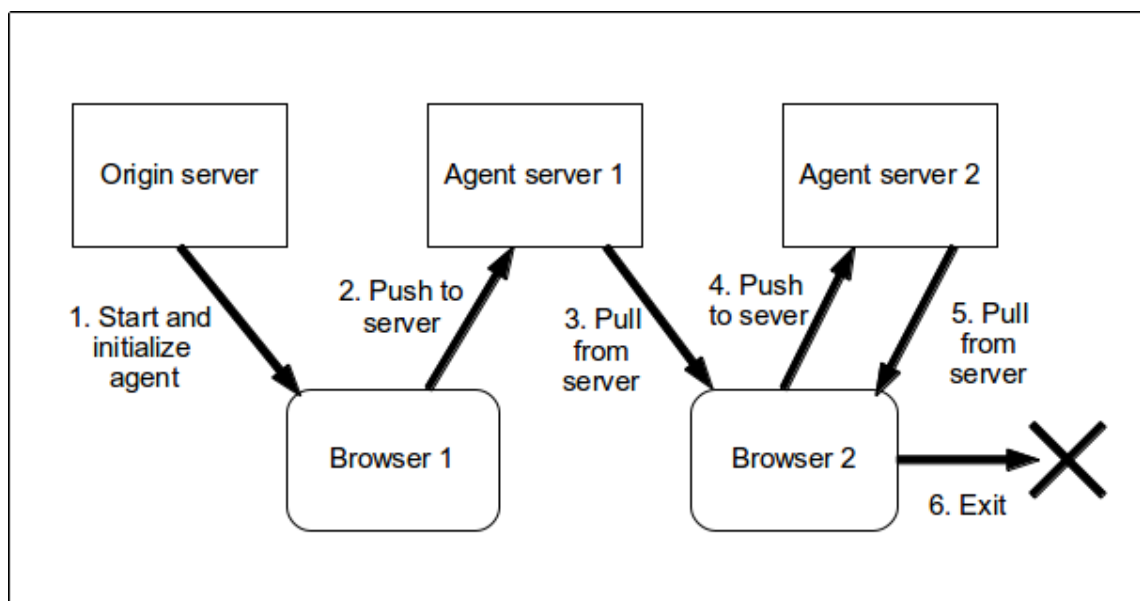 Origin server
Agent server 1
Agent server 2
1. Start and
initialize
agent
2. Push to
server
3. Pull
from
server
4. Push
to sever
5. Pull
from
server
Browser 1
Browser 2
6. Exit